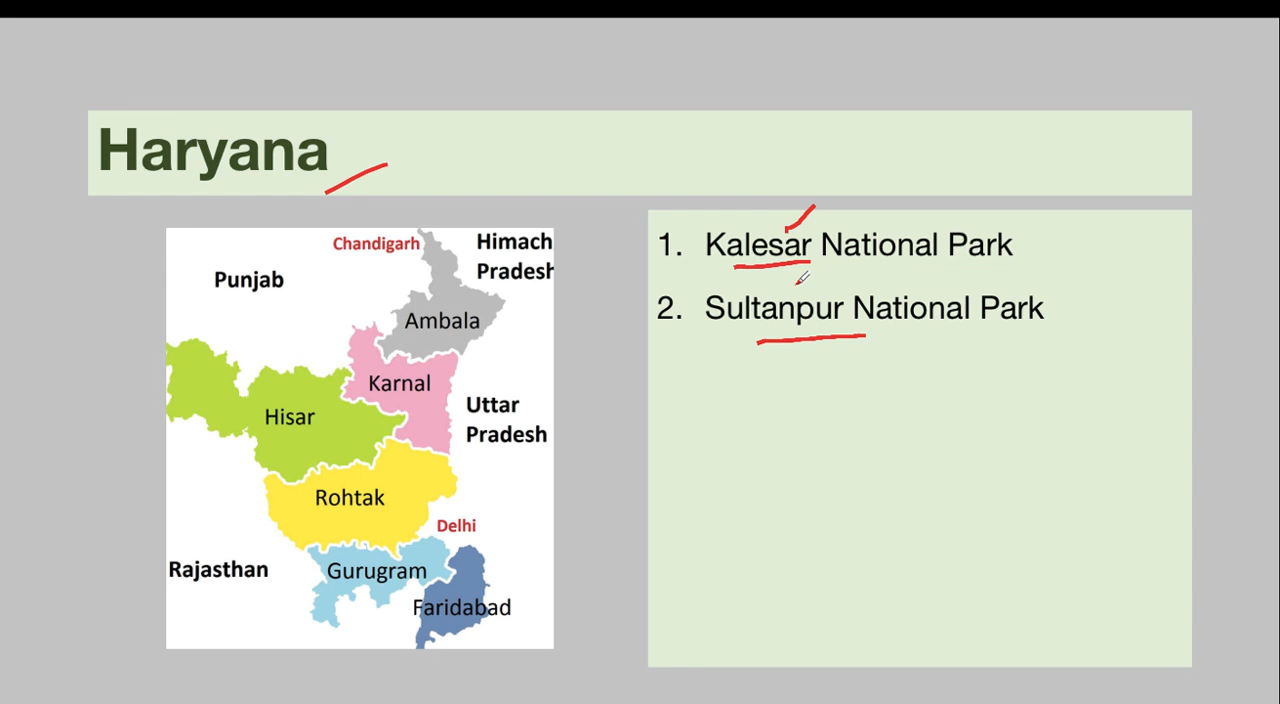 Haryana
Chandigarh
Himach
Pradesh
Punjab
Ambala
Karnal
Hisar
Uttar
Pradesh
Rohtak
Delhi
Rajasthan
Gurugram
Faridabad
1. Kalesar National Park
2. Sultanpur National Park